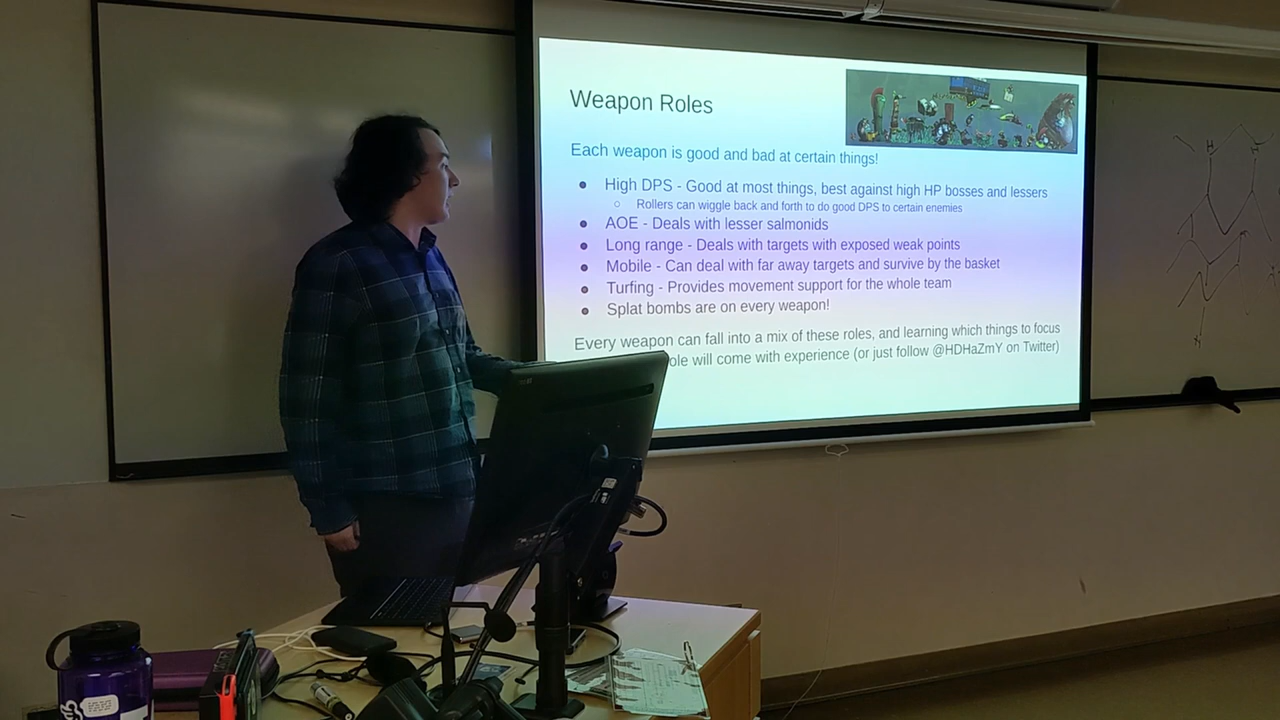 Weapon Roles
Each weapon is good and bad at certain things!
● High DPS - Good at most things, best against high HP bosses and lessers
○ Rollers can wiggle back and forth to do good DPS to certain enemies
● AOE - Deals with lesser salmonids
● Long range - Deals with targets with exposed weak points
● Mobile - Can deal with far away targets and survive by the basket
● Turfing - Provides movement support for the whole team
● Splat bombs are on every weapon!
Every weapon can fall into a mix of these roles, and learning which things to focus
ole will come with experience (or just follow @HDHaZmY on Twitter)
H H
N
N